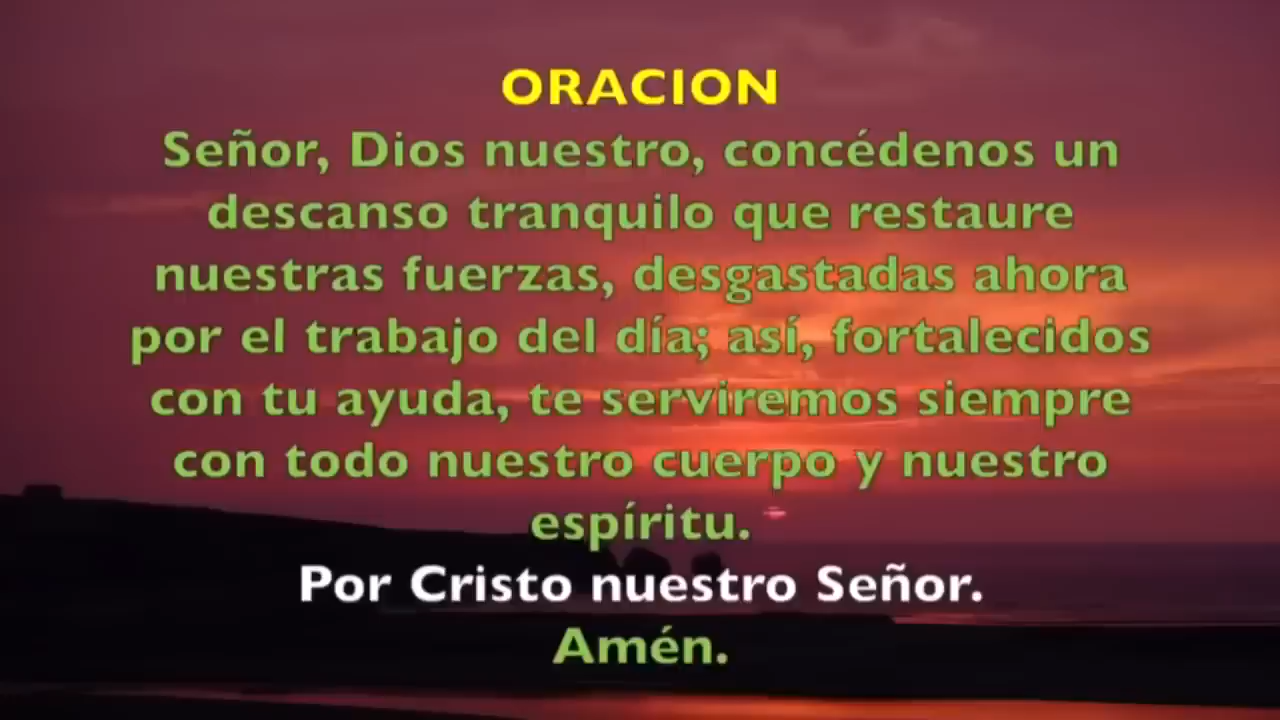 ORACION
Señor, Dios nuestro, concédenos un
descanso tranquilo que restaure
nuestras fuerzas, desgastadas ahora
por el trabajo del día; así, fortalecidos
con tu ayuda, te serviremos siempre
con todo nuestro cuerpo y nuestro
espíritu.
Por Cristo nuestro Señor.
Amén.